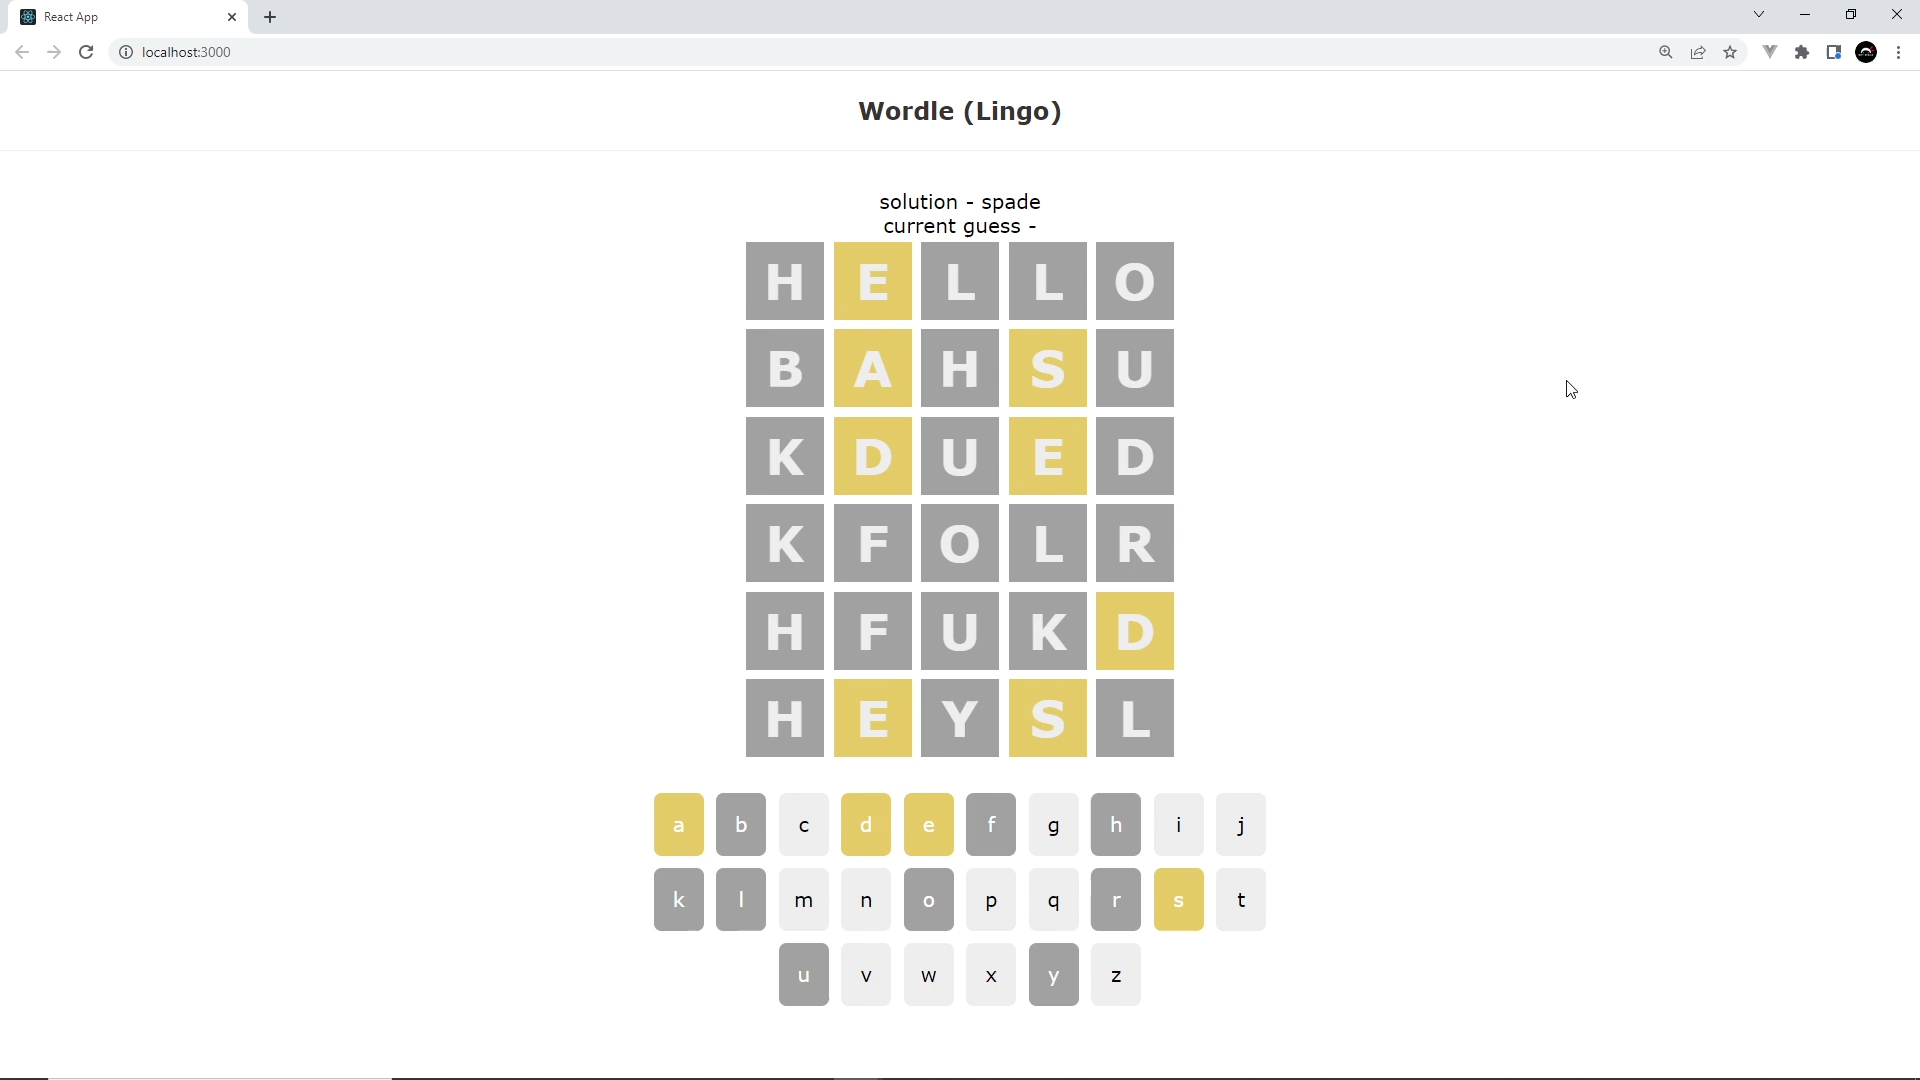 React App
localhost:3000
Wordle (Lingo)
solution - spade
current guess -
H E L L O
B A H S U
K D U E D
K F O L R
H F U K D
H E Y S L
a b c d e f g h i j
k l m n o p q r s t
u v w x y z